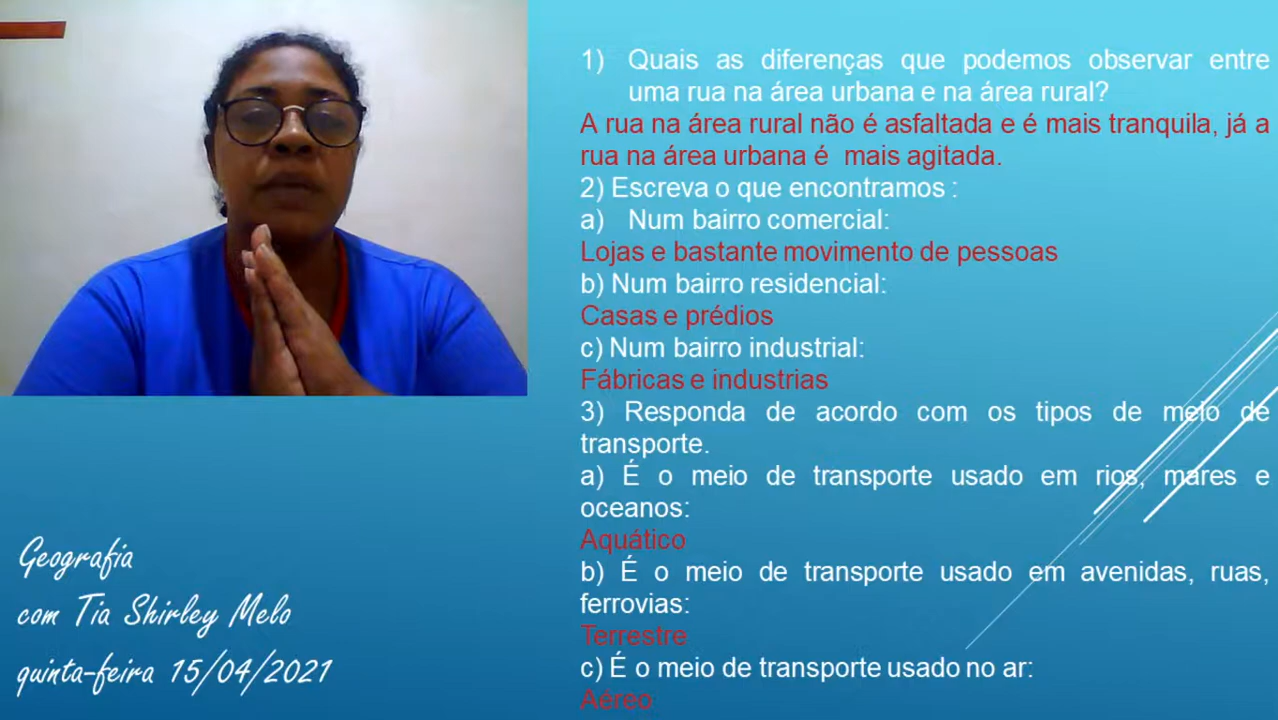 1) Quais as diferenças que podemos observar entre
uma rua na área urbana e na área rural?
A rua na área rural não é asfaltada e é mais tranquila, já a
rua na área urbana é mais agitada.
2) Escreva o que encontramos :
a) Num bairro comercial:
Lojas e bastante movimento de pessoas
b) Num bairro residencial:
Casas e prédios
c) Num bairro industrial:
Fábricas e industrias
3) Responda de acordo com os tipos de meio de
transporte.
a) É o meio de transporte usado em rios, mares e
oceanos:
Aquático
b) É o meio de transporte usado em avenidas, ruas,
ferrovias:
Terrestre
c) É o meio de transporte usado no ar:
Aéreo
Geografia
com Tia Shirley Melo
quinta-feira 15/04/2021